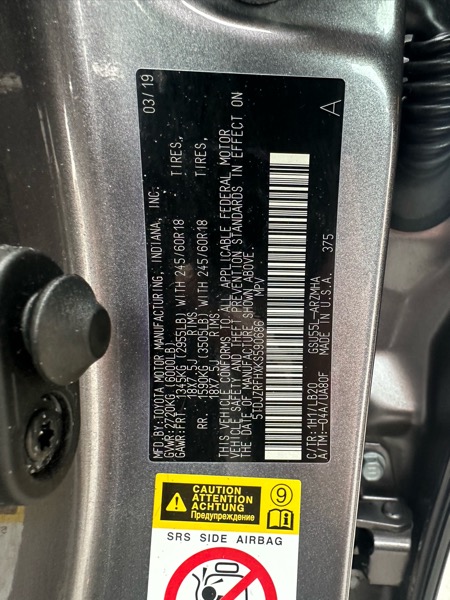 MFD.BY:TOYOTA MOTOR MANUFACTURING, INDIANA, INC. 03/19
GVWR:2720KG (6000LB)
GAWR:FRT. 1345KG (2955LB) WITH 245/60R18 TIRES,
18X7.5J RIMS,
RR. 1590KG (3505LB) WITH 245/60R18 TIRES,
18X7.5J RIMS,
THIS VEHICLE CONFORMS TO ALL APPLICABLE FEDERAL MOTOR
VEHICLE SAFETY AND THEFT PREVENTION STANDARDS IN EFFECT ON
THE DATE OF MANUFACTURE SHOWN ABOVE.
5TDJZRFHXKS590686 MPV
C/TR:1H1/LB20 GSU55L-ARZMHA A
A/TM:-04A/UA80F MADE IN U.S.A. 375
CAUTION
ATTENTION
ACHTUNG
Предупреждение
9
SRS SIDE AIRBAG